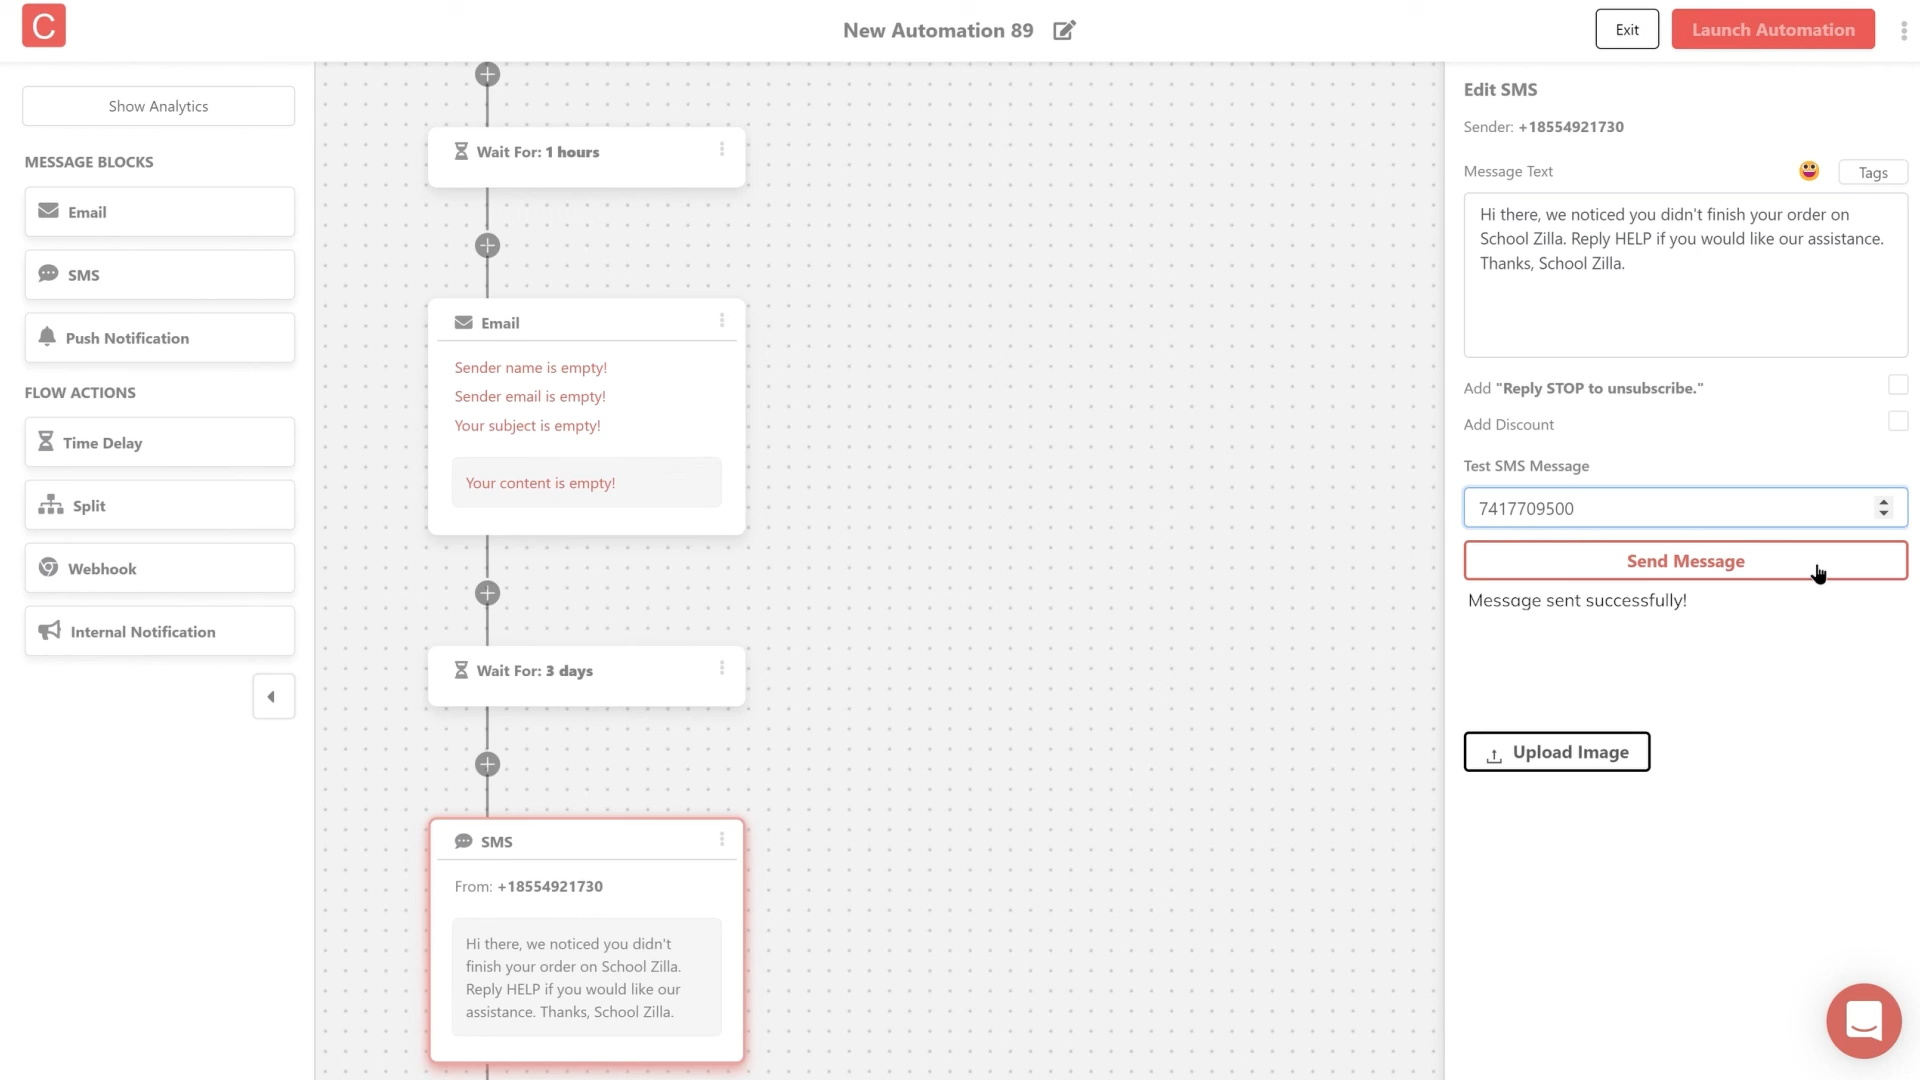 C
New Automation 89
Exit
Launch Automation
Show Analytics
MESSAGE BLOCKS
Email
SMS
Push Notification
FLOW ACTIONS
Time Delay
Split
Webhook
Internal Notification
Wait For: 1 hours
Email
Sender name is empty!
Sender email is empty!
Your subject is empty!
Your content is empty!
Wait For: 3 days
SMS
From: +18554921730
Hi there, we noticed you didn't
finish your order on School Zilla.
Reply HELP if you would like our
assistance. Thanks, School Zilla.
Edit SMS
Sender: +18554921730
Message Text
Tags
Hi there, we noticed you didn't finish your order on
School Zilla. Reply HELP if you would like our assistance.
Thanks, School Zilla.
Add "Reply STOP to unsubscribe."
Add Discount
Test SMS Message
7417709500
Send Message
Message sent successfully!
Upload Image